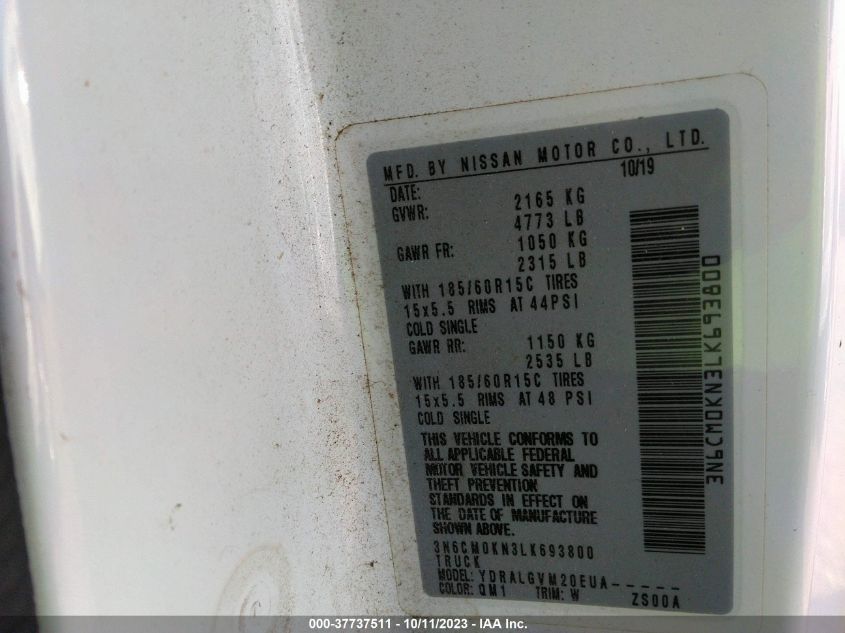 MFD. BY NISSAN MOTOR CO., LTD.
DATE: 10/19
GVWR: 2165 KG
4773 LB
GAWR FR: 1050 KG
2315 LB
WITH 185/60R15C TIRES
15x5.5 RIMS AT 44PSI
COLD SINGLE
GAWR RR: 1150 KG
2535 LB
WITH 185/60R15C TIRES
15x5.5 RIMS AT 48 PSI
COLD SINGLE
THIS VEHICLE CONFORMS TO
ALL APPLICABLE FEDERAL
MOTOR VEHICLE SAFETY AND
THEFT PREVENTION
STANDARDS IN EFFECT ON
THE DATE OF MANUFACTURE
SHOWN ABOVE.
3N6CM0KN3LK693800
TRUCK
MODEL: YDRALGVM20EUA-----
COLOR: QM1 TRIM: W ZS00A
3N6CM0KN3LK693800
000-37737511 - 10/11/2023 - IAA Inc.